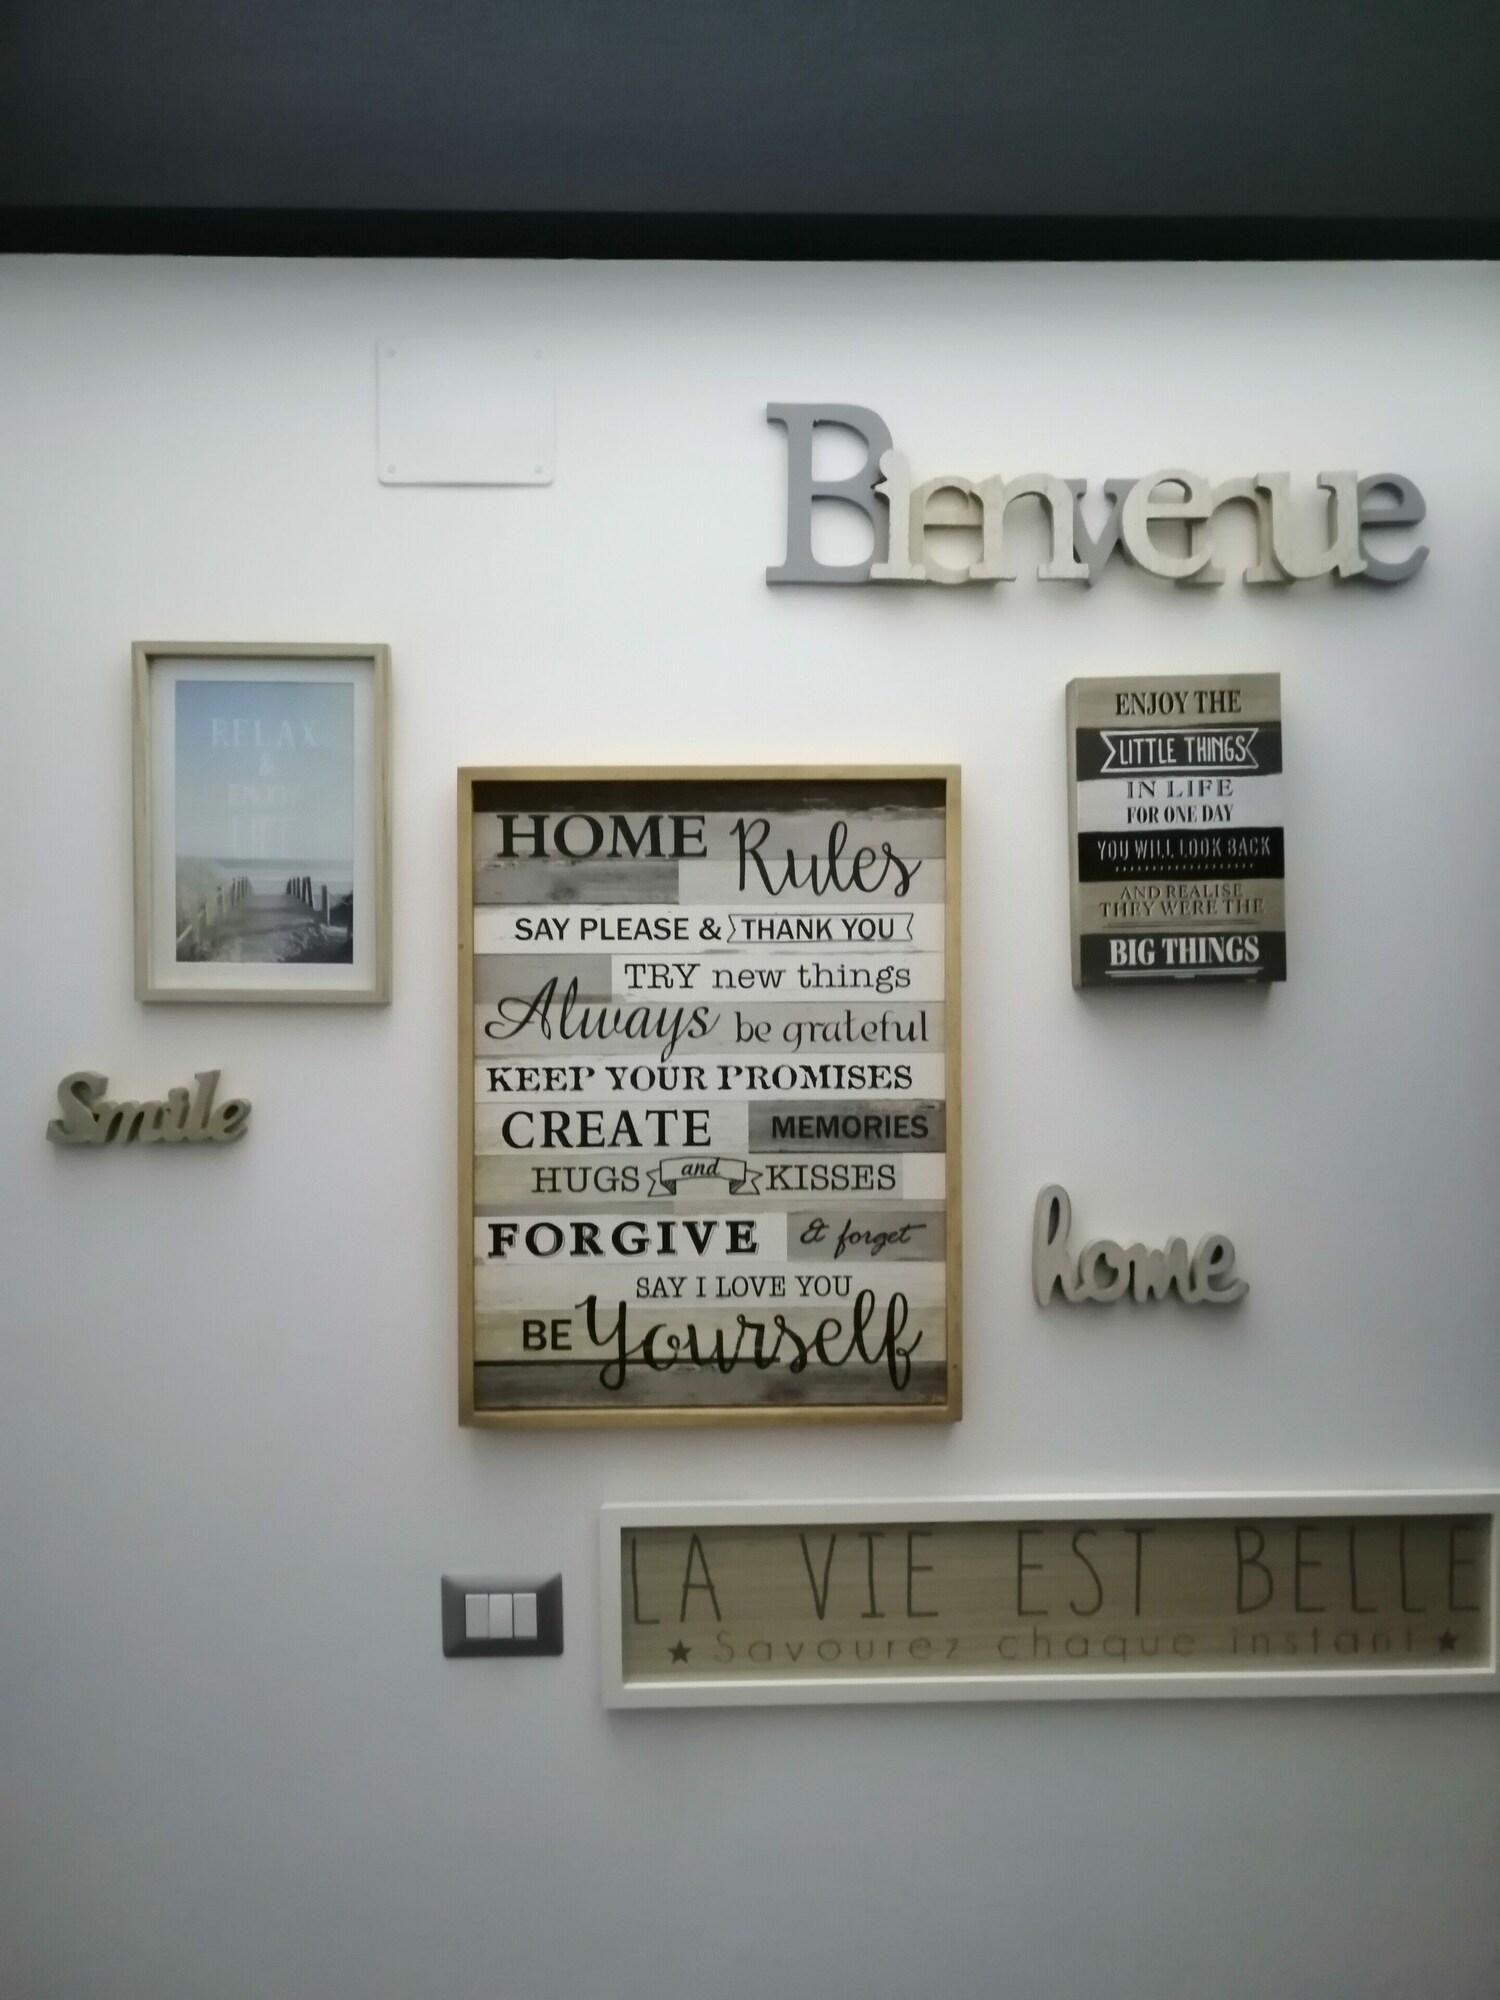 Bienvenue
RELAX
&
ENJOY
LIFE
ENJOY THE
LITTLE THINGS
IN LIFE
FOR ONE DAY
YOU WILL LOOK BACK
AND REALISE
THEY WERE THE
BIG THINGS
HOME Rules
SAY PLEASE & THANK YOU
TRY new things
Always be grateful
KEEP YOUR PROMISES
CREATE MEMORIES
HUGS and KISSES
FORGIVE & forget
SAY I LOVE YOU
BE Yourself
Smile
home
LA VIE EST BELLE
★ Savourez chaque instant ★